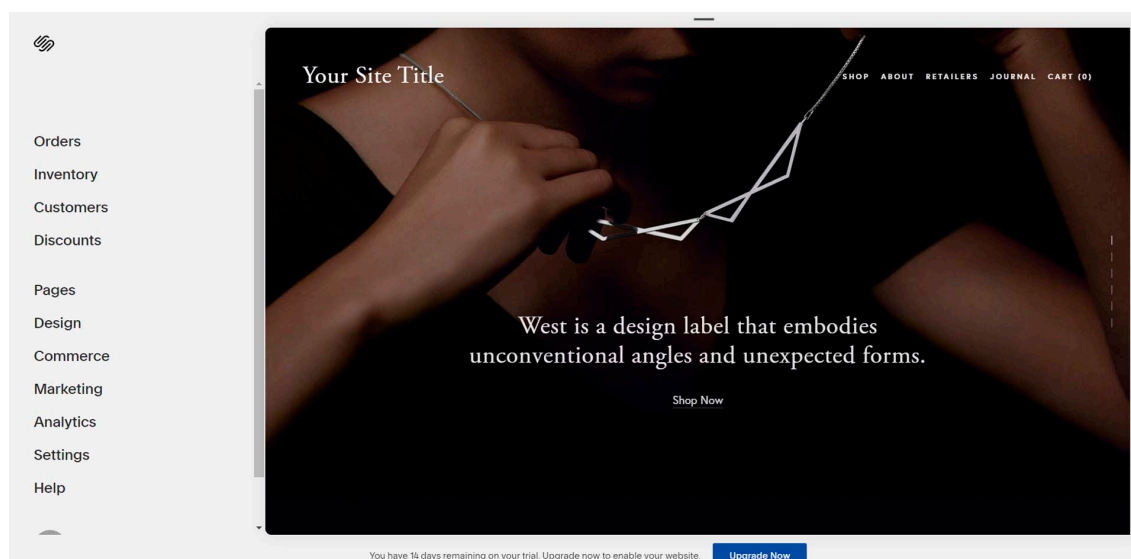 Your Site Title
SHOP ABOUT RETAILERS JOURNAL CART (0)
Orders
Inventory
Customers
Discounts
Pages
Design
Commerce
Marketing
Analytics
Settings
Help
West is a design label that embodies
unconventional angles and unexpected forms.
Shop Now
You have 14 days remaining on your trial. Upgrade now to enable your website.
Upgrade Now